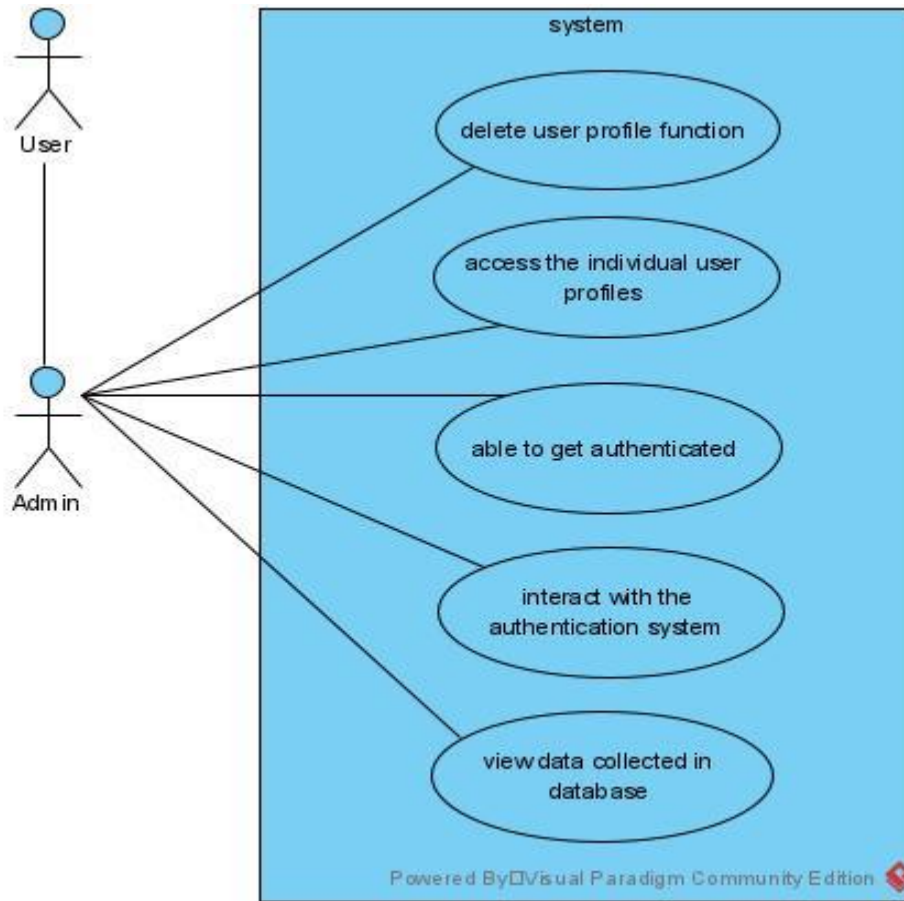 system
User
delete user profile function
access the individual user
profiles
Admin
able to get authenticated
interact with the
authentication system
view data collected in
database
Powered By□Visual Paradigm Community Edition